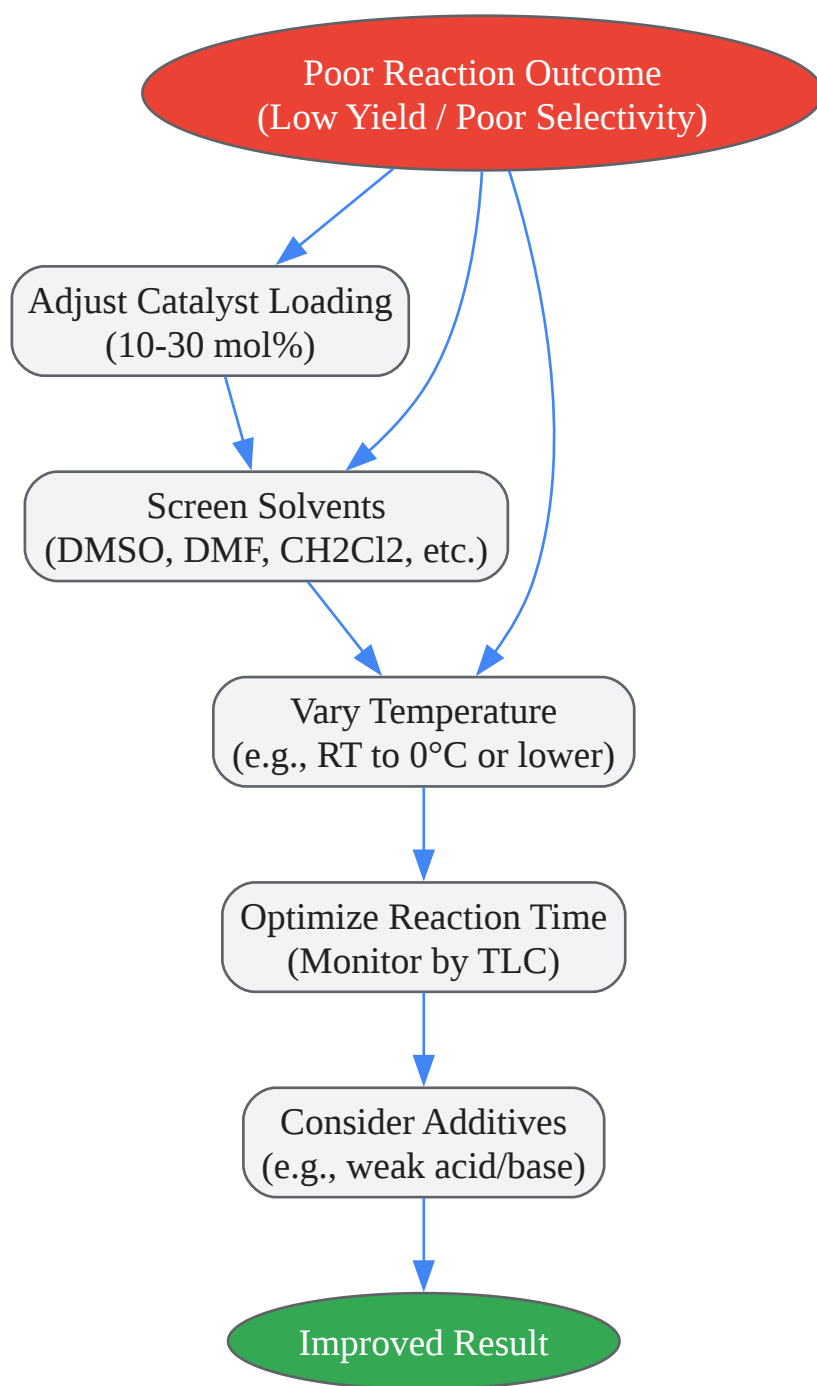 Poor Reaction Outcome
(Low Yield / Poor Selectivity)
Adjust Catalyst Loading
(10-30 mol%)
Screen Solvents
(DMSO, DMF, CH2Cl2, etc.)
Vary Temperature
(e.g., RT to 0°C or lower)
Optimize Reaction Time
(Monitor by TLC)
Consider Additives
(e.g., weak acid/base)
Improved Result